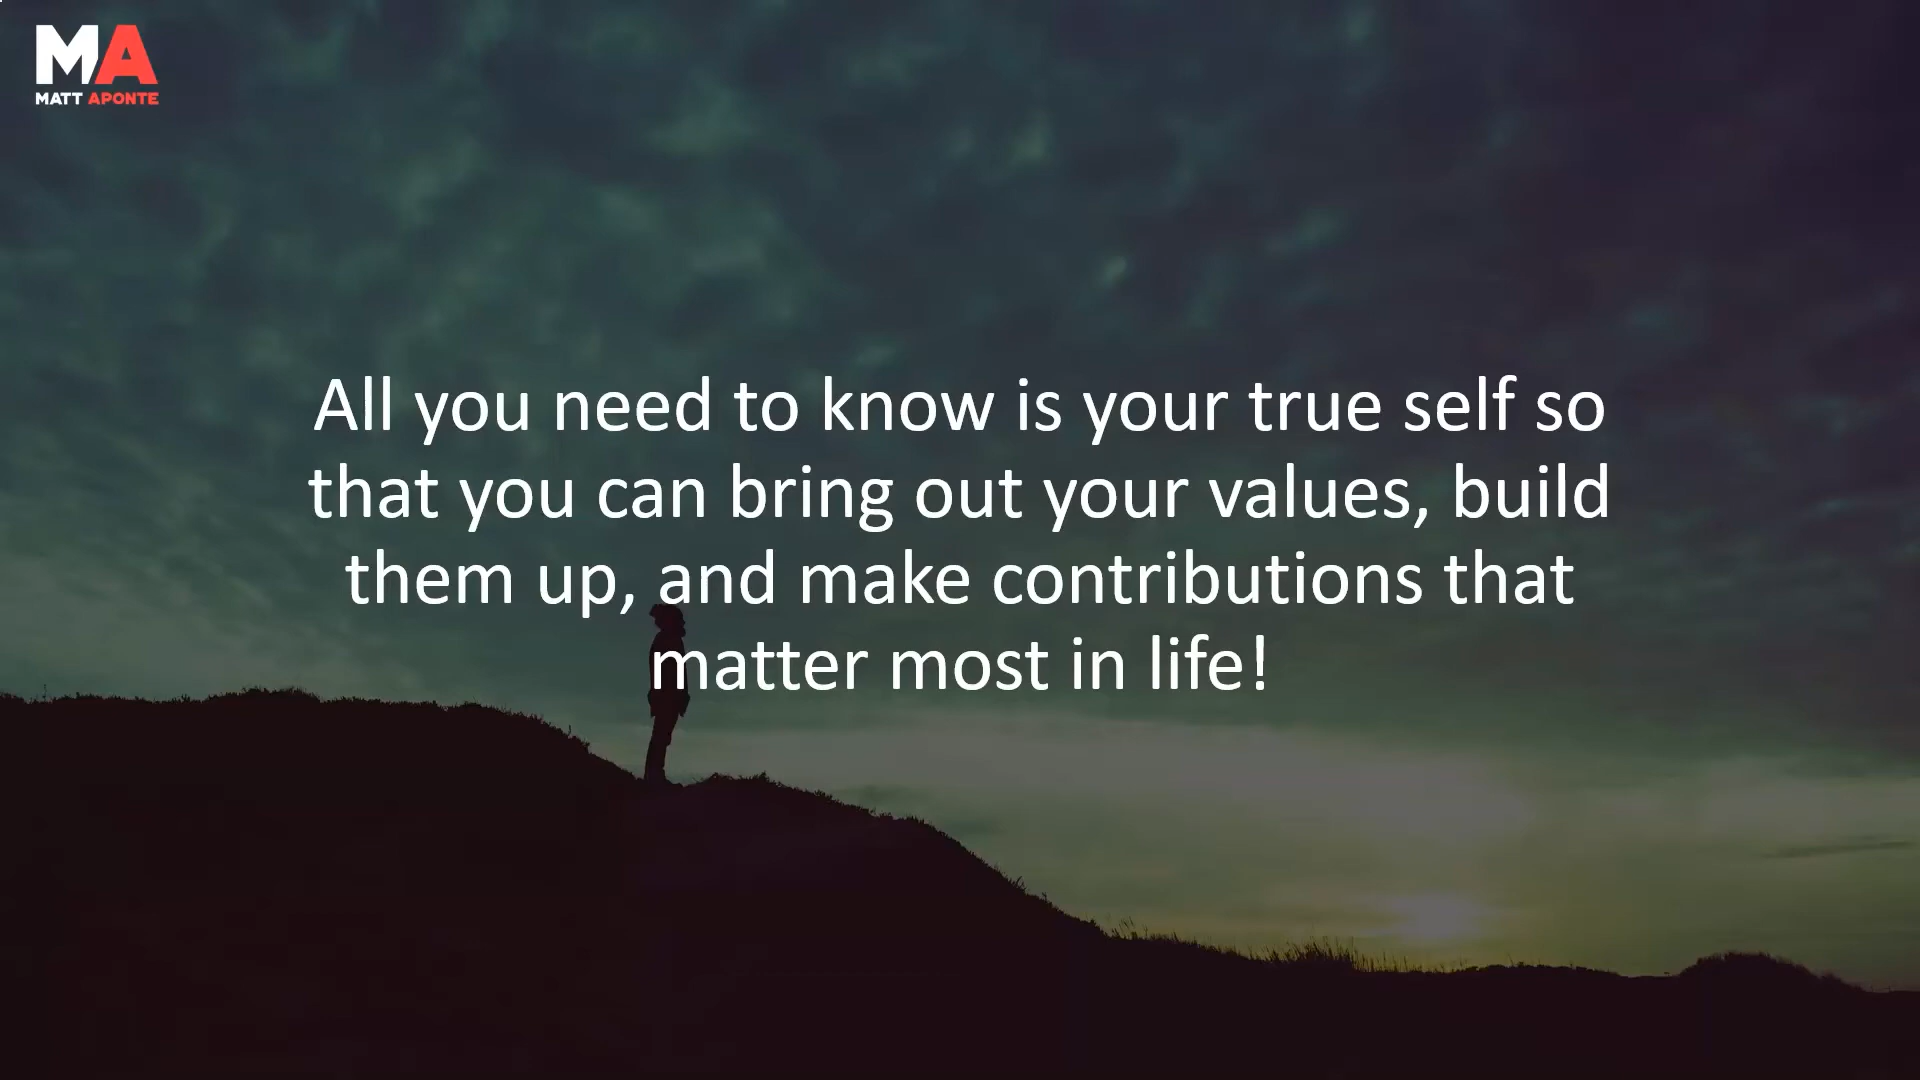 MA
MATT APONTE
All you need to know is your true self so
that you can bring out your values, build
them up, and make contributions that
matter most in life!